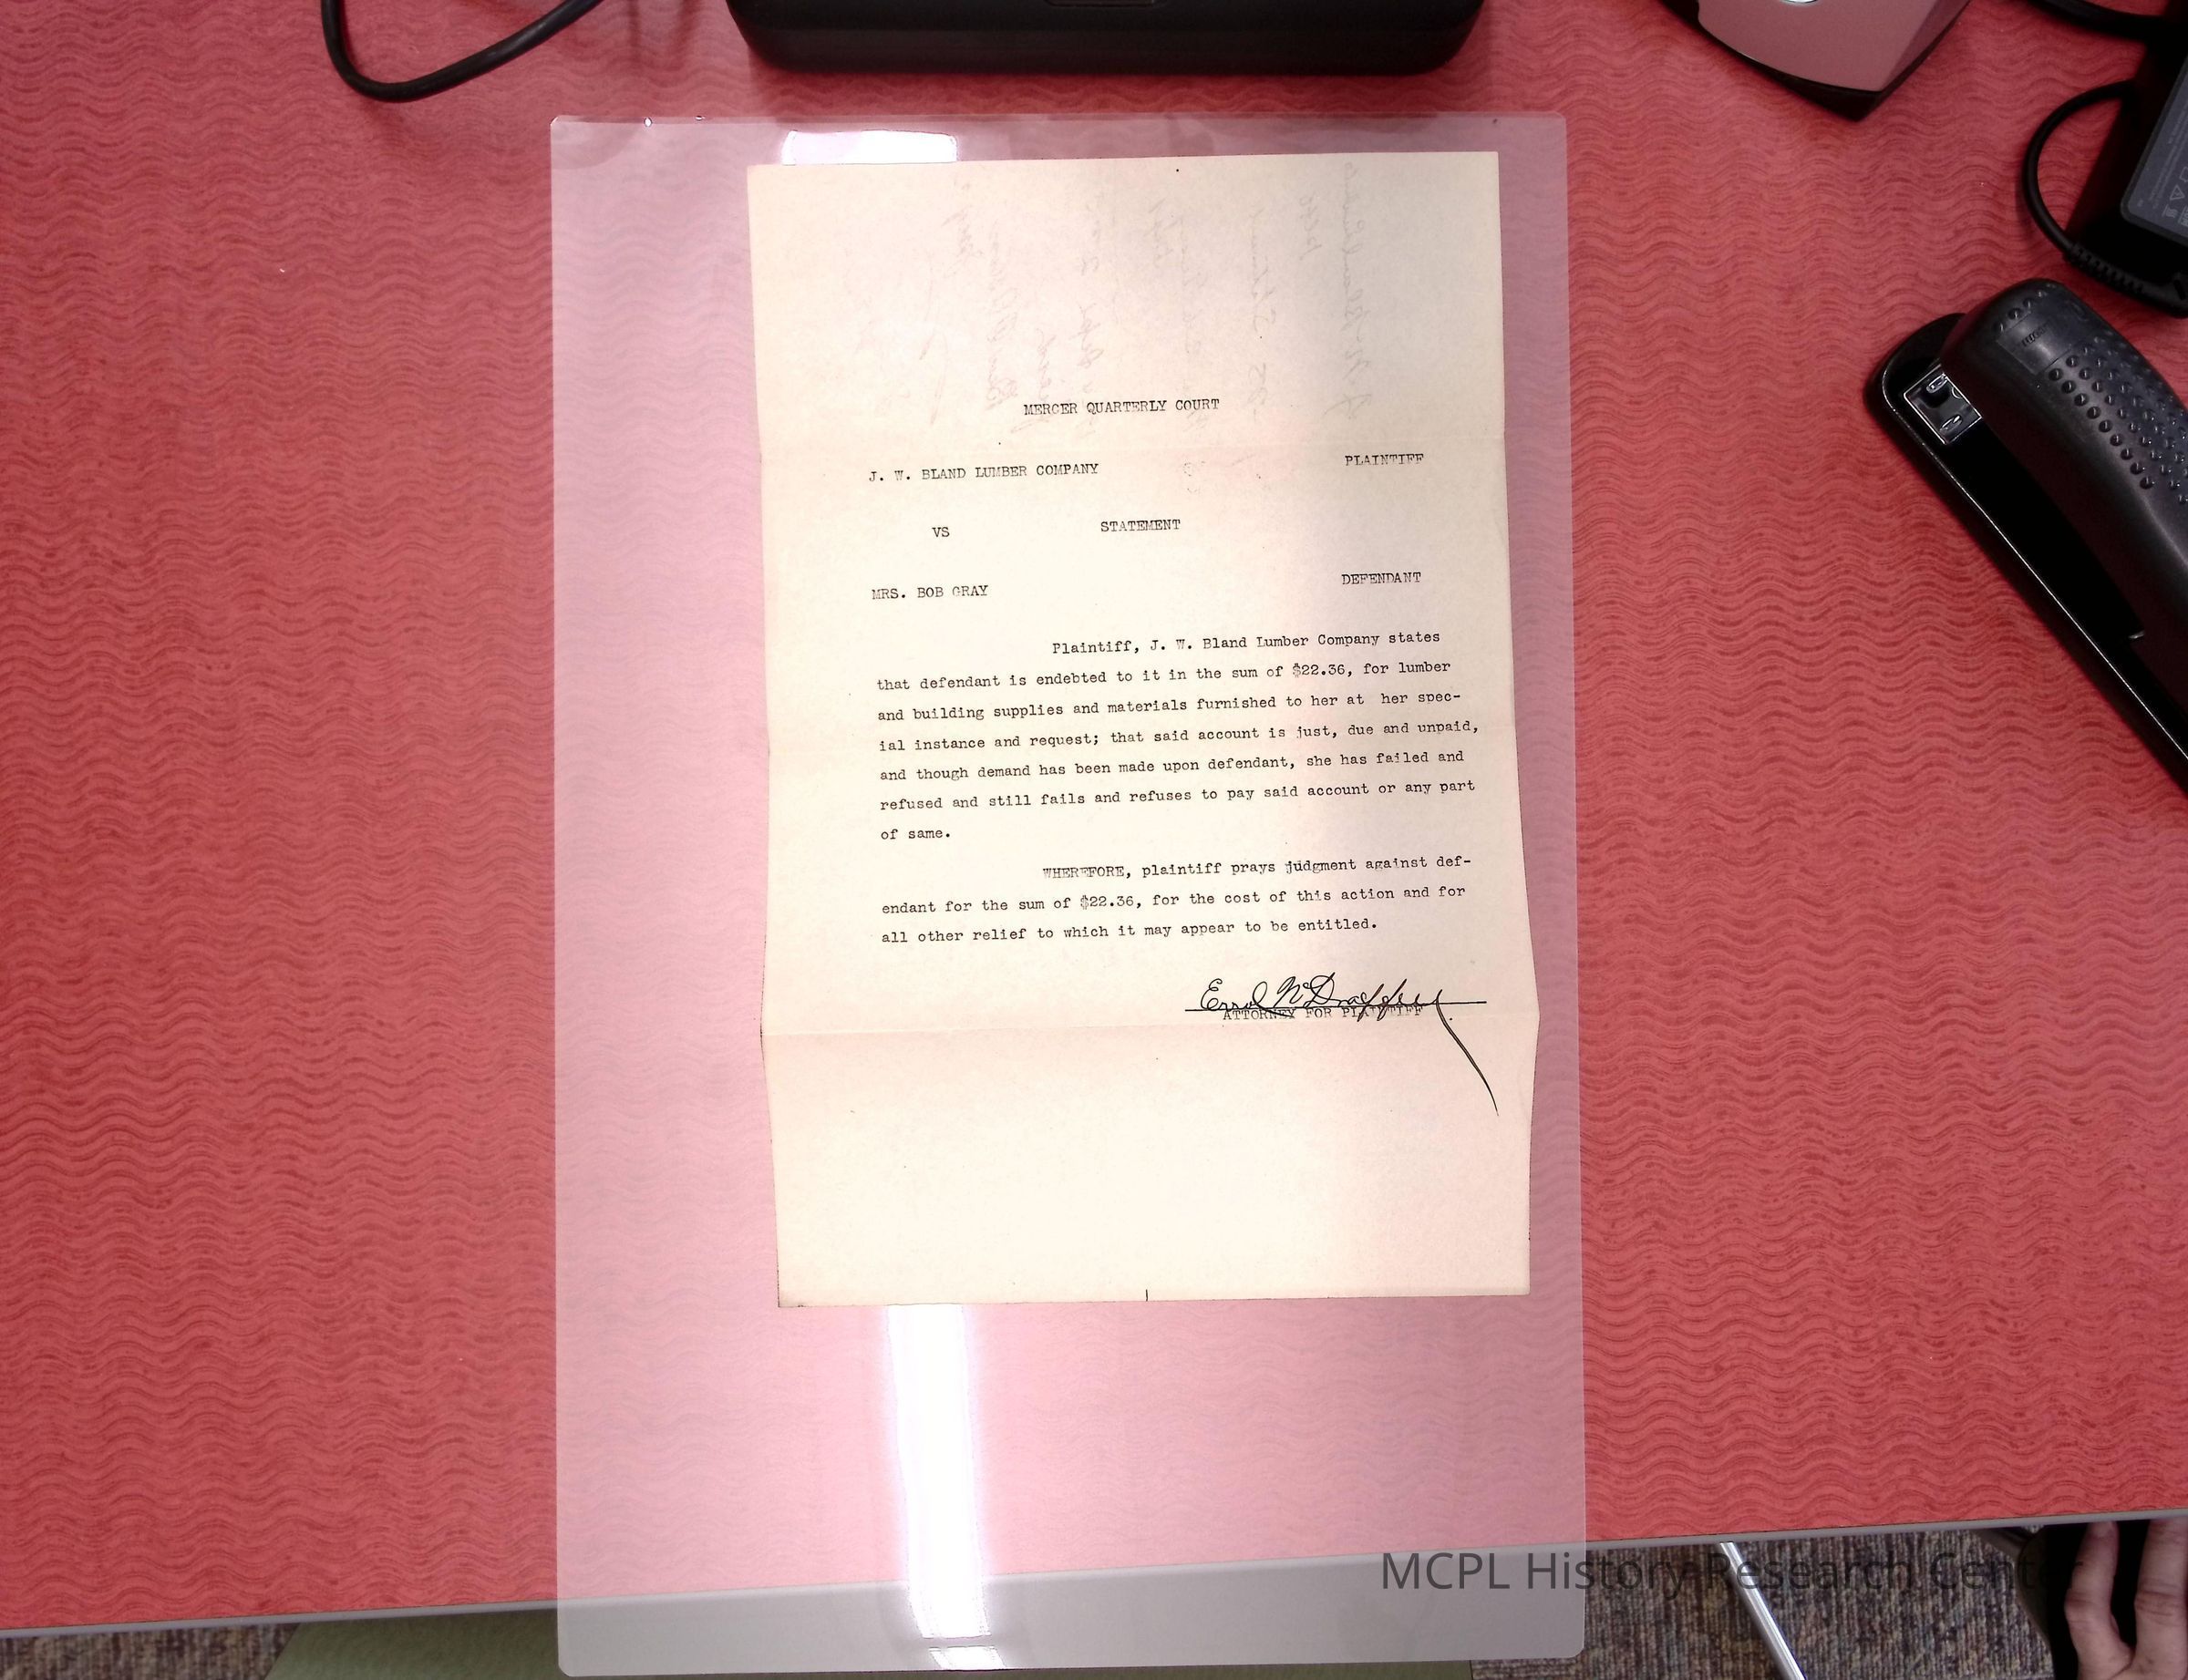 MERCER QUARTERLY COURT
J. W. BLAND LUMBER COMPANY PLAINTIFF
VS STATEMENT
MRS. BOB GRAY DEFENDANT
Plaintiff, J. W. Bland Lumber Company states
that defendant is endebted to it in the sum of $22.36, for lumber
and building supplies and materials furnished to her at her spec-
ial instance and request; that said account is just, due and unpaid,
and though demand has been made upon defendant, she has failed and
refused and still fails and refuses to pay said account or any part
of same.
WHEREFORE, plaintiff prays judgment against def-
endant for the sum of $22.36, for the cost of this action and for
all other relief to which it may appear to be entitled.
Errol W Draffen
ATTORNEY FOR PLAINTIFF
MCPL History Research Center